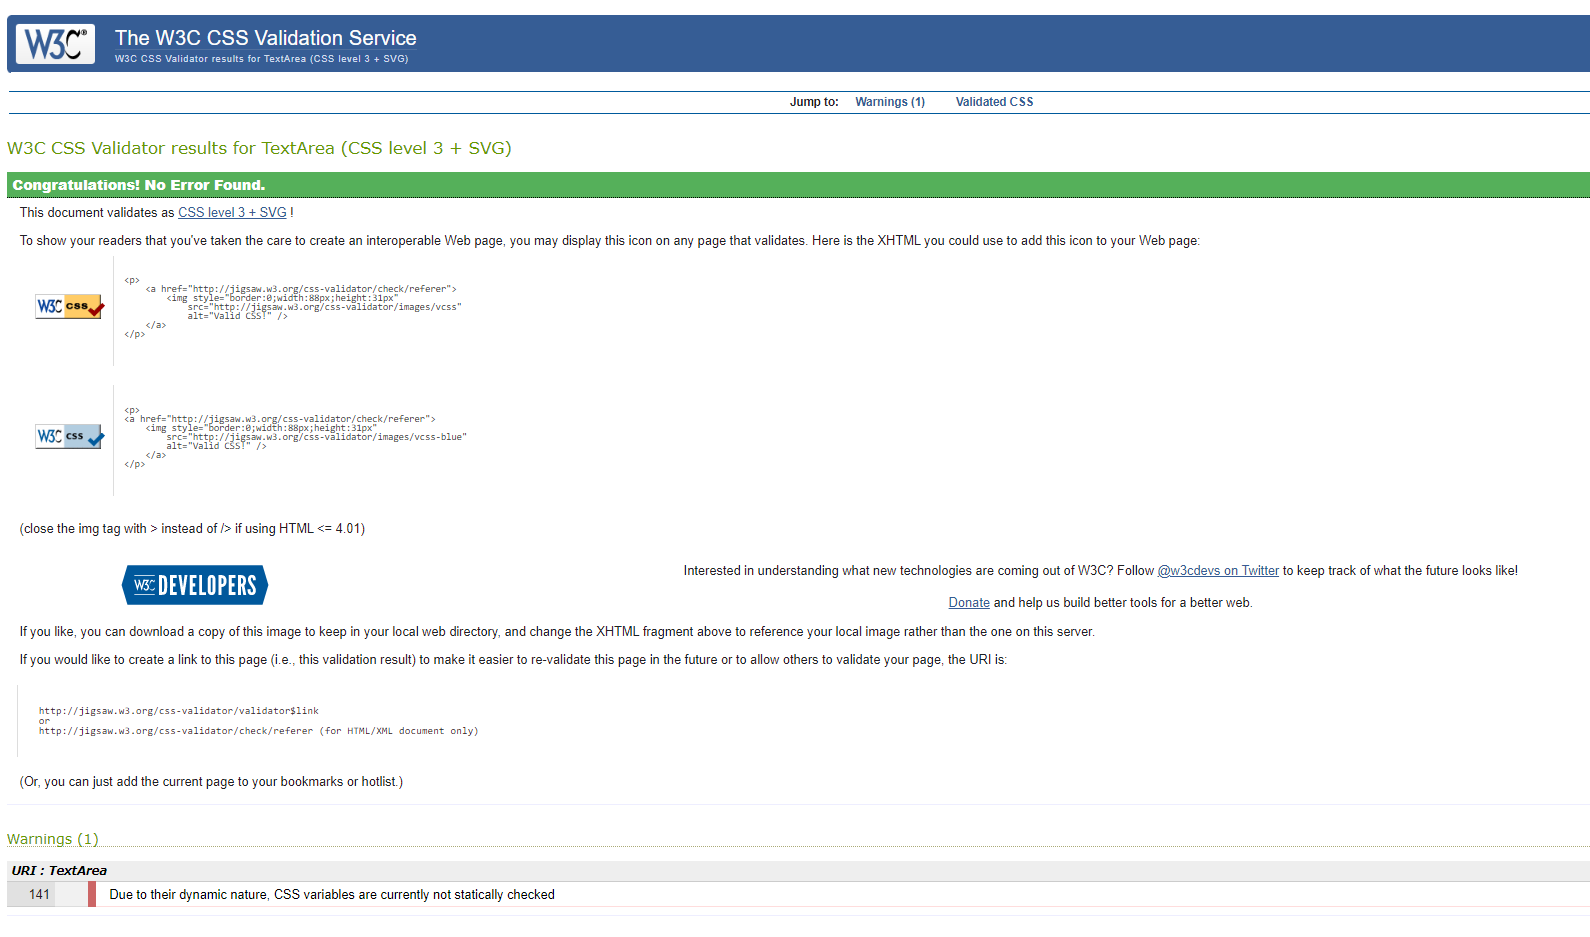 W3C®
The W3C CSS Validation Service
W3C CSS Validator results for TextArea (CSS level 3 + SVG)
Jump to: Warnings (1) Validated CSS
W3C CSS Validator results for TextArea (CSS level 3 + SVG)
Congratulations! No Error Found.
This document validates as CSS level 3 + SVG !
To show your readers that you've taken the care to create an interoperable Web page, you may display this icon on any page that validates. Here is the XHTML you could use to add this icon to your Web page:
W3C css
<p>
<a href="http://jigsaw.w3.org/css-validator/check/referer">
<img style="border:0;width:88px;height:31px"
src="http://jigsaw.w3.org/css-validator/images/vcss"
alt="Valid CSS!" />
</a>
</p>
W3C css
<p>
<a href="http://jigsaw.w3.org/css-validator/check/referer">
<img style="border:0;width:88px;height:31px"
src="http://jigsaw.w3.org/css-validator/images/vcss-blue"
alt="Valid CSS!" />
</a>
</p>
(close the img tag with > instead of /> if using HTML <= 4.01)
W3C DEVELOPERS
Interested in understanding what new technologies are coming out of W3C? Follow @w3cdevs on Twitter to keep track of what the future looks like!
Donate and help us build better tools for a better web.
If you like, you can download a copy of this image to keep in your local web directory, and change the XHTML fragment above to reference your local image rather than the one on this server.
If you would like to create a link to this page (i.e., this validation result) to make it easier to re-validate this page in the future or to allow others to validate your page, the URI is:
http://jigsaw.w3.org/css-validator/validator$link
or
http://jigsaw.w3.org/css-validator/check/referer (for HTML/XML document only)
(Or, you can just add the current page to your bookmarks or hotlist.)
Warnings (1)
URI : TextArea
141 Due to their dynamic nature, CSS variables are currently not statically checked